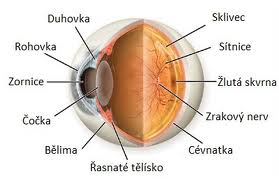 Duhovka
Rohovka
Zornice
Čočka
Bělima
Řasnaté tělísko
Sklivec
Sítnice
Žlutá skvrna
Zrakový nerv
Cévnatka